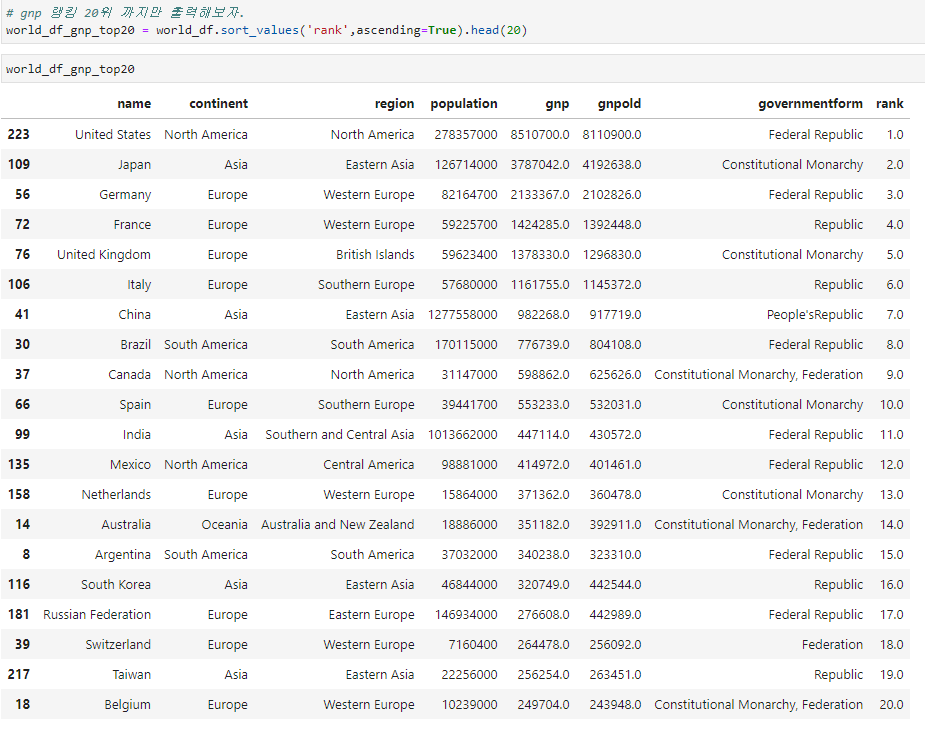 # gnp 랭킹 20위 까지만 출력해보자.
world_df_gnp_top20 = world_df.sort_values('rank',ascending=True).head(20)
world_df_gnp_top20
name continent region population gnp gnpold governmentform rank
223 United States North America North America 278357000 8510700.0 8110900.0 Federal Republic 1.0
109 Japan Asia Eastern Asia 126714000 3787042.0 4192638.0 Constitutional Monarchy 2.0
56 Germany Europe Western Europe 82164700 2133367.0 2102826.0 Federal Republic 3.0
72 France Europe Western Europe 59225700 1424285.0 1392448.0 Republic 4.0
76 United Kingdom Europe British Islands 59623400 1378330.0 1296830.0 Constitutional Monarchy 5.0
106 Italy Europe Southern Europe 57680000 1161755.0 1145372.0 Republic 6.0
41 China Asia Eastern Asia 1277558000 982268.0 917719.0 People'sRepublic 7.0
30 Brazil South America South America 170115000 776739.0 804108.0 Federal Republic 8.0
37 Canada North America North America 31147000 598862.0 625626.0 Constitutional Monarchy, Federation 9.0
66 Spain Europe Southern Europe 39441700 553233.0 532031.0 Constitutional Monarchy 10.0
99 India Asia Southern and Central Asia 1013662000 447114.0 430572.0 Federal Republic 11.0
135 Mexico North America Central America 98881000 414972.0 401461.0 Federal Republic 12.0
158 Netherlands Europe Western Europe 15864000 371362.0 360478.0 Constitutional Monarchy 13.0
14 Australia Oceania Australia and New Zealand 18886000 351182.0 392911.0 Constitutional Monarchy, Federation 14.0
8 Argentina South America South America 37032000 340238.0 323310.0 Federal Republic 15.0
116 South Korea Asia Eastern Asia 46844000 320749.0 442544.0 Republic 16.0
181 Russian Federation Europe Eastern Europe 146934000 276608.0 442989.0 Federal Republic 17.0
39 Switzerland Europe Western Europe 7160400 264478.0 256092.0 Federation 18.0
217 Taiwan Asia Eastern Asia 22256000 256254.0 263451.0 Republic 19.0
18 Belgium Europe Western Europe 10239000 249704.0 243948.0 Constitutional Monarchy, Federation 20.0